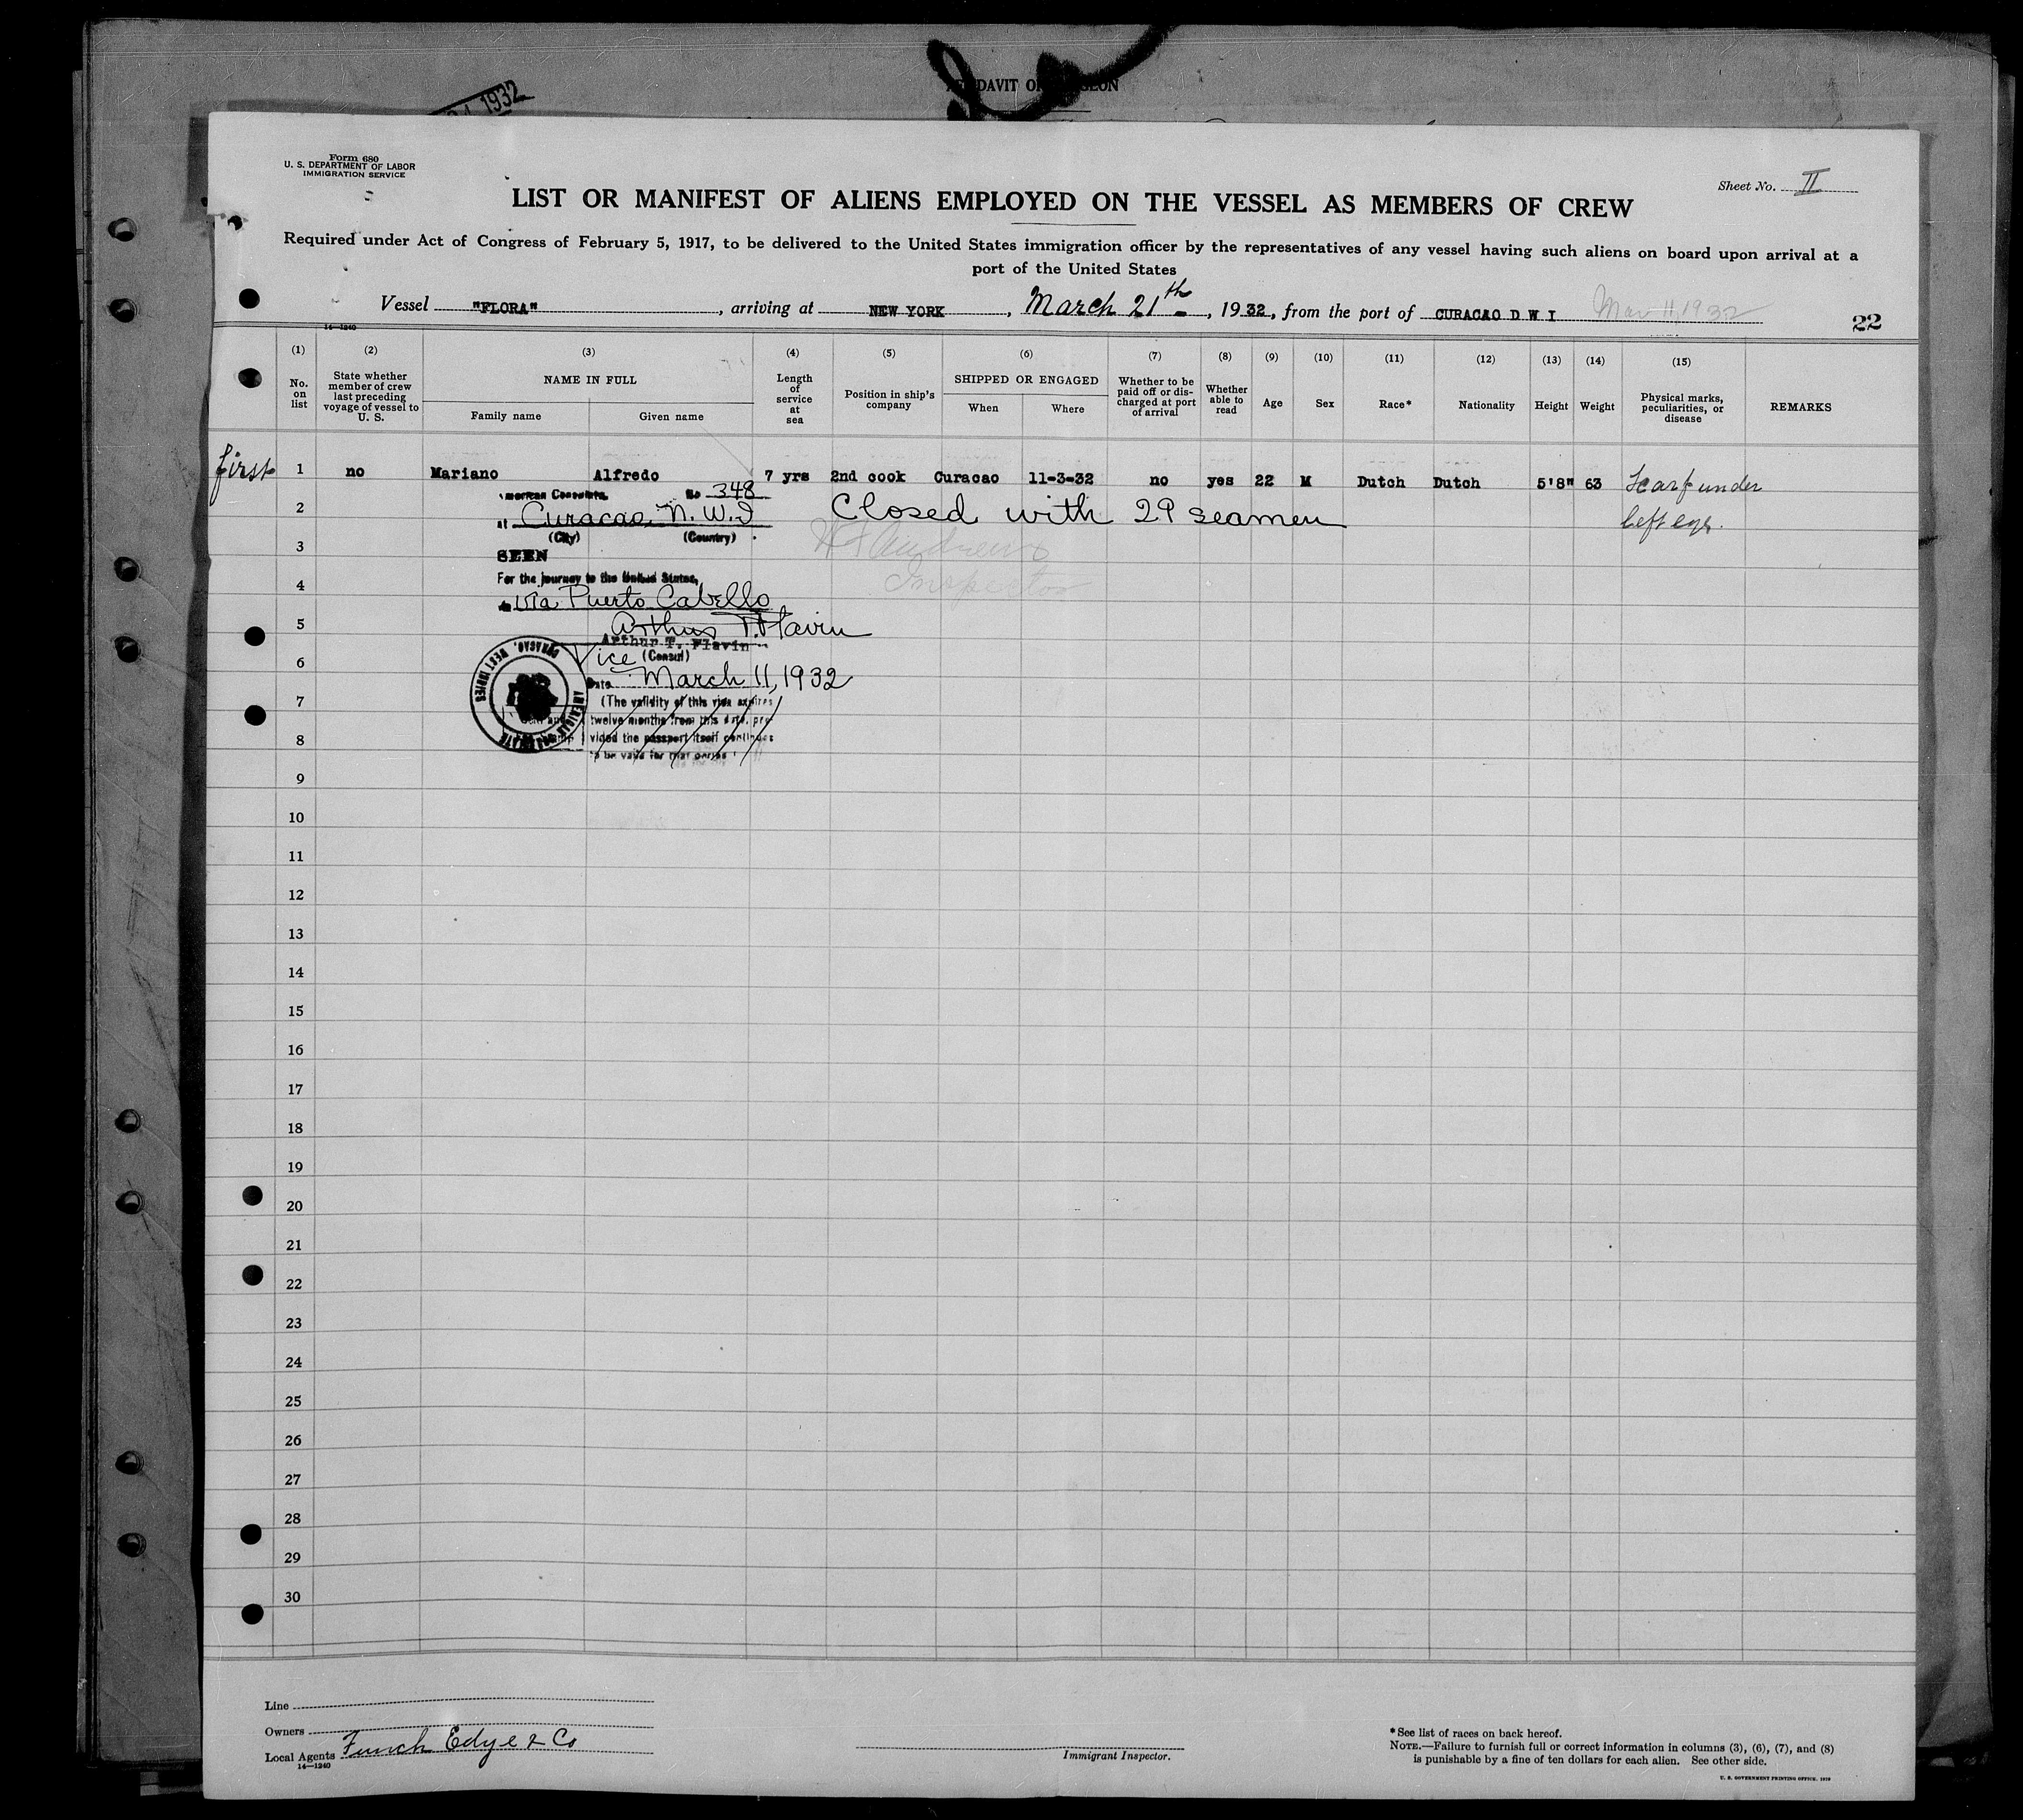 1932
Form 680
U. S. DEPARTMENT OF LABOR
IMMIGRATION SERVICE
Sheet No. II
LIST OR MANIFEST OF ALIENS EMPLOYED ON THE VESSEL AS MEMBERS OF CREW
Required under Act of Congress of February 5, 1917, to be delivered to the United States immigration officer by the representatives of any vessel having such aliens on board upon arrival at a
port of the United States
Vessel "FLORA", arriving at NEW YORK, March 21th, 1932, from the port of CURACAO D W I Mar 11, 1932
14-1240
22
(1) (2) (3) (4) (5) (6) (7) (8) (9) (10) (11) (12) (13) (14) (15)
No. on list
State whether member of crew last preceding voyage of vessel to U. S.
NAME IN FULL
Family name Given name
Length of service at sea
Position in ship's company
SHIPPED OR ENGAGED
When Where
Whether to be paid off or discharged at port of arrival
Whether able to read
Age
Sex
Race*
Nationality
Height
Weight
Physical marks, peculiarities, or disease
REMARKS
first 1 no Mariano Alfredo 7 yrs 2nd cook Curacao 11-3-32 no yes 22 M Dutch Dutch 5'8" 63 Scarf under
left eye.
American Consulate No 348
2 Curacao, N. W. I Closed with 29 seamen
(City) (Country)
3
SEEN
For the journey to the United States,
4
Inspector
via Puerto Cabello
5 Arthur T. Flavin
Arthur T. Flavin
6 Vice (Consul)
Date March 11, 1932
7 (The validity of this visa expires
twelve months from this date, pro-
8 vided the passport itself continues
to be valid for that period
CURACAO, WEST INDIES
9
10
11
12
13
14
15
16
17
18
19
20
21
22
23
24
25
26
27
28
29
30
Line
Owners
Local Agents Funch Edye & Co
14—1240
Immigrant Inspector.
*See list of races on back hereof.
NOTE.—Failure to furnish full or correct information in columns (3), (6), (7), and (8)
is punishable by a fine of ten dollars for each alien. See other side.